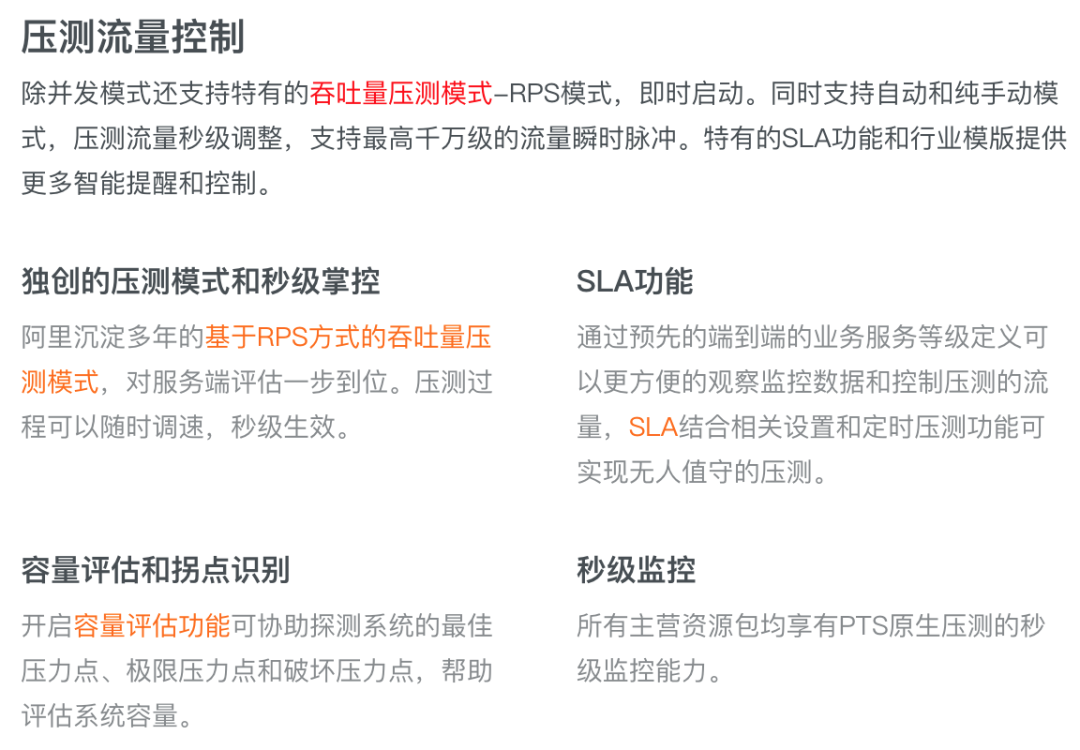 压测流量控制
除并发模式还支持特有的吞吐量压测模式-RPS模式，即时启动。同时支持自动和纯手动模
式，压测流量秒级调整，支持最高千万级的流量瞬时脉冲。特有的SLA功能和行业模版提供
更多智能提醒和控制。
独创的压测模式和秒级掌控
阿里沉淀多年的基于RPS方式的吞吐量压
测模式，对服务端评估一步到位。压测过
程可以随时调速，秒级生效。
SLA功能
通过预先的端到端的业务服务等级定义可
以更方便的观察监控数据和控制压测的流
量，SLA结合相关设置和定时压测功能可
实现无人值守的压测。
容量评估和拐点识别
开启容量评估功能可协助探测系统的最佳
压力点、极限压力点和破坏压力点，帮助
评估系统容量。
秒级监控
所有主营资源包均享有PTS原生压测的秒
级监控能力。